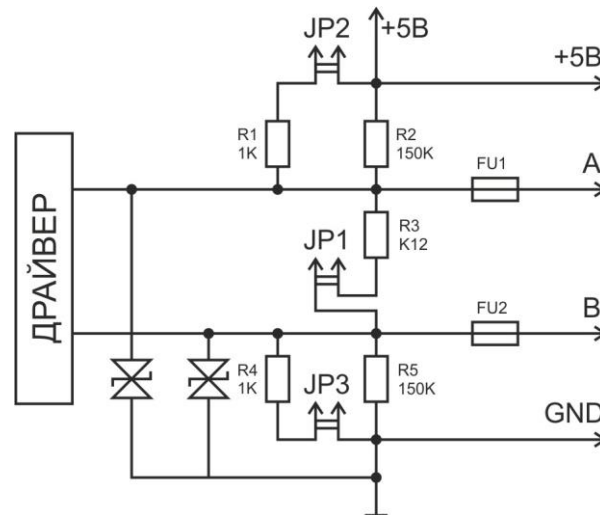 JP2
+5В
+5В
R1
1K
R2
150K
FU1
A
R3
K12
JP1
ДРАЙВЕР
FU2
B
R4
1K
JP3
R5
150K
GND